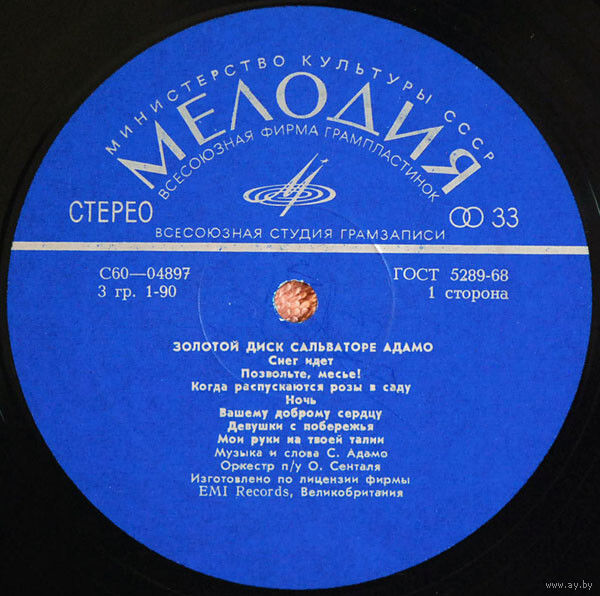 МИНИСТЕРСТВО КУЛЬТУРЫ СССР
МЕЛОДИЯ
ВСЕСОЮЗНАЯ ФИРМА ГРАМПЛАСТИНОК
СТЕРЕО
33
ВСЕСОЮЗНАЯ СТУДИЯ ГРАМЗАПИСИ
С60—04897
ГОСТ 5289-68
3 гр. 1-90
1 сторона
ЗОЛОТОЙ ДИСК САЛЬВАТОРЕ АДАМО
Снег идет
Позвольте, месье!
Когда распускаются розы в саду
Ночь
Вашему доброму сердцу
Девушки с побережья
Мои руки на твоей талии
Музыка и слова С. Адамо
Оркестр п/у О. Сенталя
Изготовлено по лицензии фирмы
EMI Records, Великобритания
www.ay.by